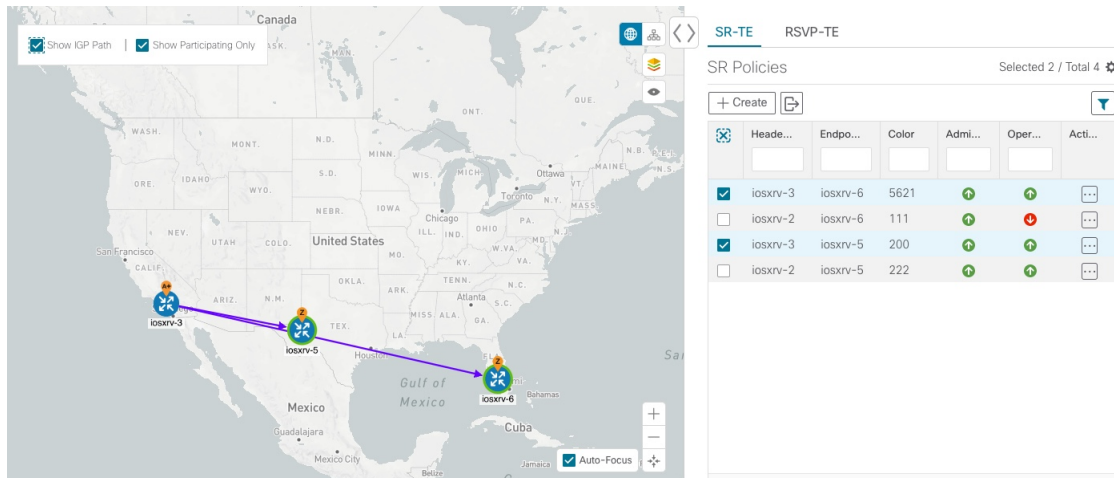 Canada
Show IGP Path | Show Participating Only
MAN.
ONT.
QUE.
WASH.
MONT.
N.D.
MINN.
N.B.
ORE.
IDAHO
WYO.
S.D.
WIS.
MICH
Ottawa
MAINE
N.S.
Toronto
VT.
N.Y.
MASS.
NEBR.
IOWA
Chicago
PA.
NEV.
UTAH
COLO.
United States
ILL.
IND.
OHIO
MD.
N.J.
San Francisco
MO.
W.VA.
CALIF.
KY.
VA.
OKLA.
TENN.
N.C.
ARIZ.
N.M.
ARK.
Atlanta
S.C.
A+
iosxrv-3
MISS
ALA.
GA.
Z
TEX.
LA.
iosxrv-5
Houston
Z
Gulf of
Mexico
iosxrv-6
Bahamas
Mexico
Cuba
Guadalajara
Mexico City
Jamaica
Belize
Auto-Focus
SR-TE RSVP-TE
SR Policies Selected 2 / Total 4
+ Create
Heade... Endpo... Color Admi... Oper... Acti...
iosxrv-3 iosxrv-6 5621
iosxrv-2 iosxrv-6 111
iosxrv-3 iosxrv-5 200
iosxrv-2 iosxrv-5 222